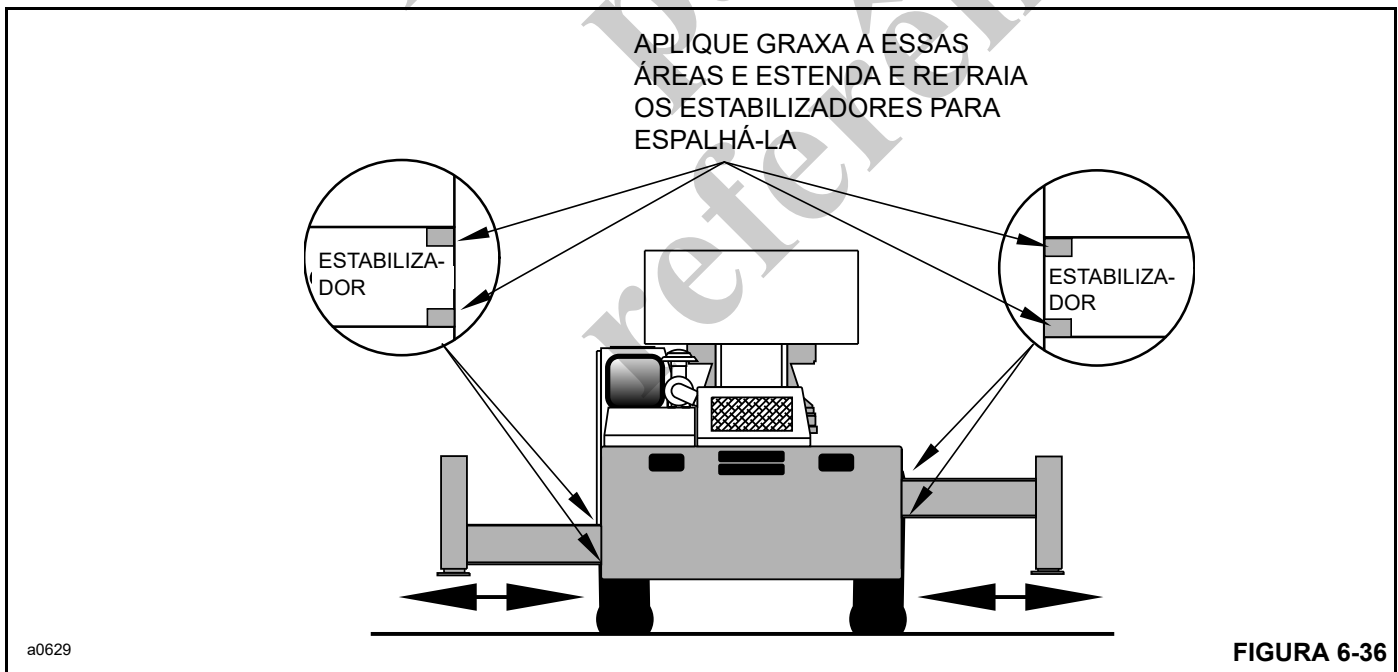 APLIQUE GRAXA A ESSAS
ÁREAS E ESTENDA E RETRAIA
OS ESTABILIZADORES PARA
ESPALHÁ-LA
ESTABILIZA-
DOR
ESTABILIZA-
DOR
a0629
FIGURA 6-36